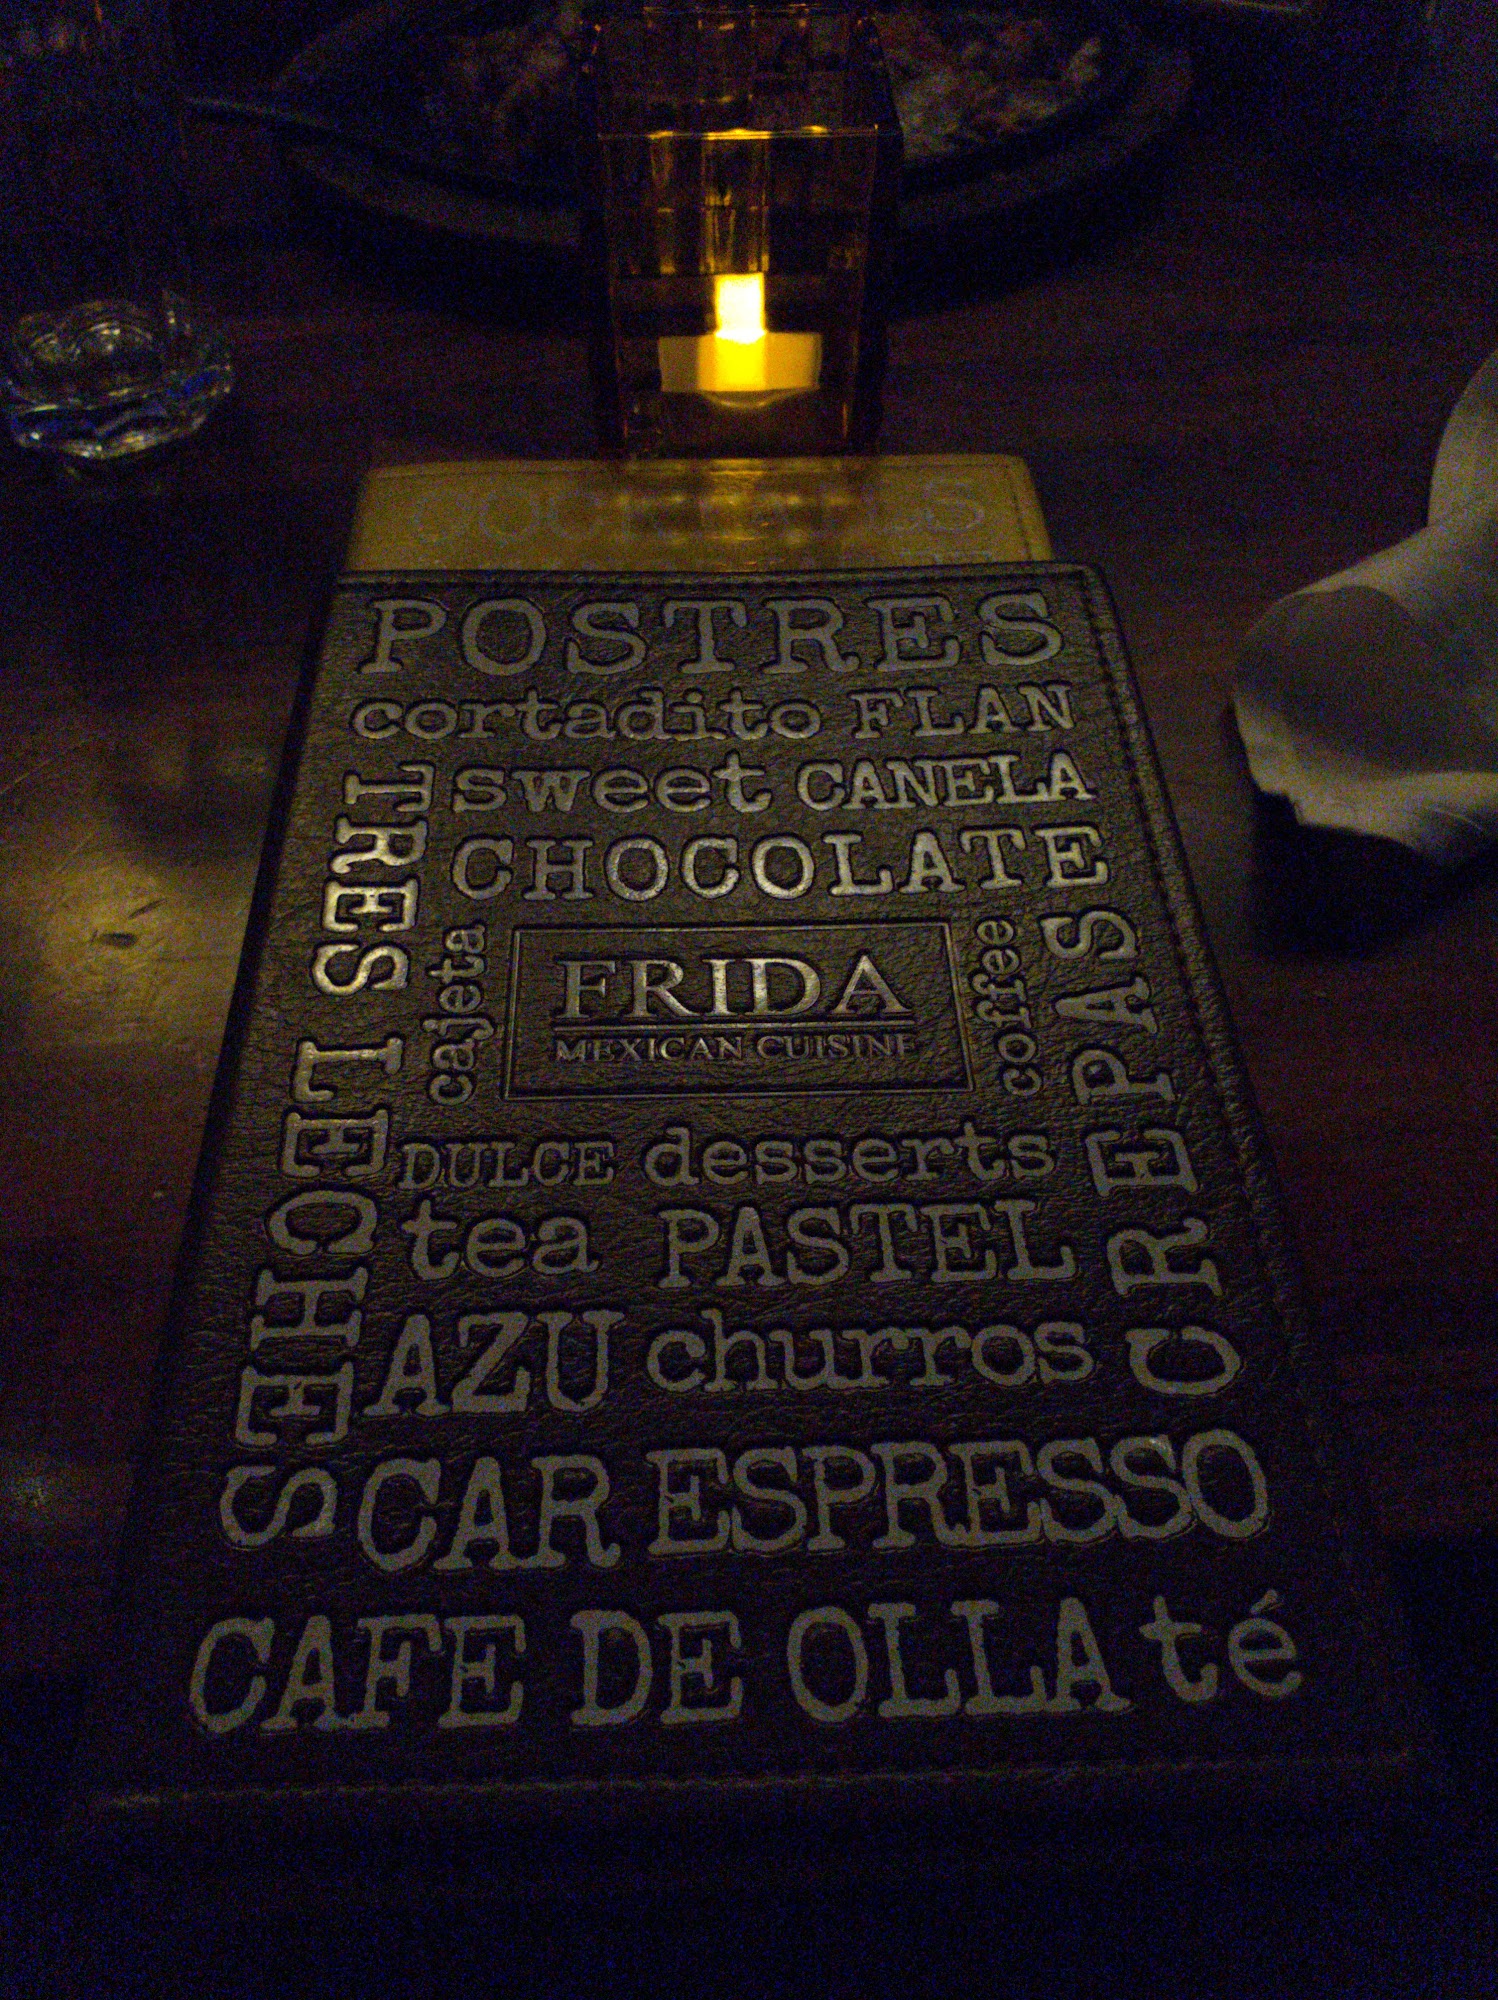 COCKTAILS
POSTRES
cortadito FLAN
sweet CANELA
CHOCOLATE
TRES LECHES
cajeta
FRIDA
MEXICAN CUISINE
coffee
CREPAS
DULCE desserts
tea PASTEL
AZU churros
CAR ESPRESSO
CAFE DE OLLA té